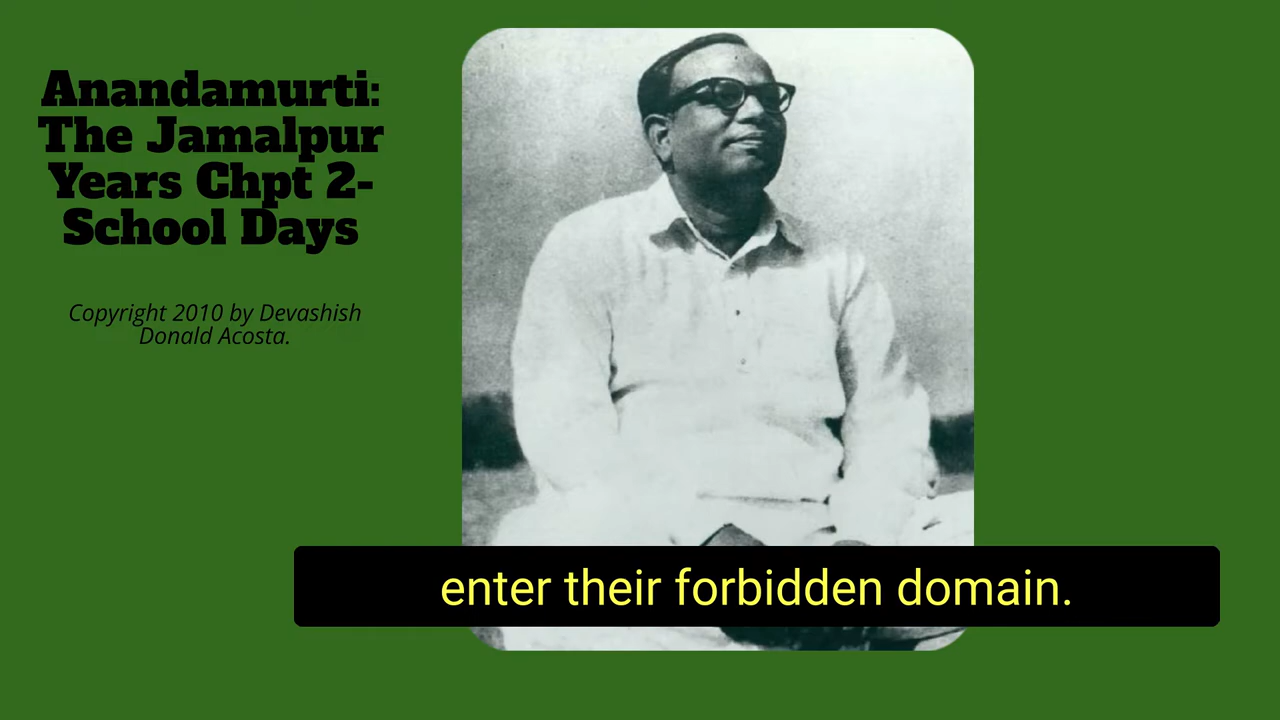 Anandamurti:
The Jamalpur
Years Chpt 2-
School Days
Copyright 2010 by Devashish
Donald Acosta.
enter their forbidden domain.